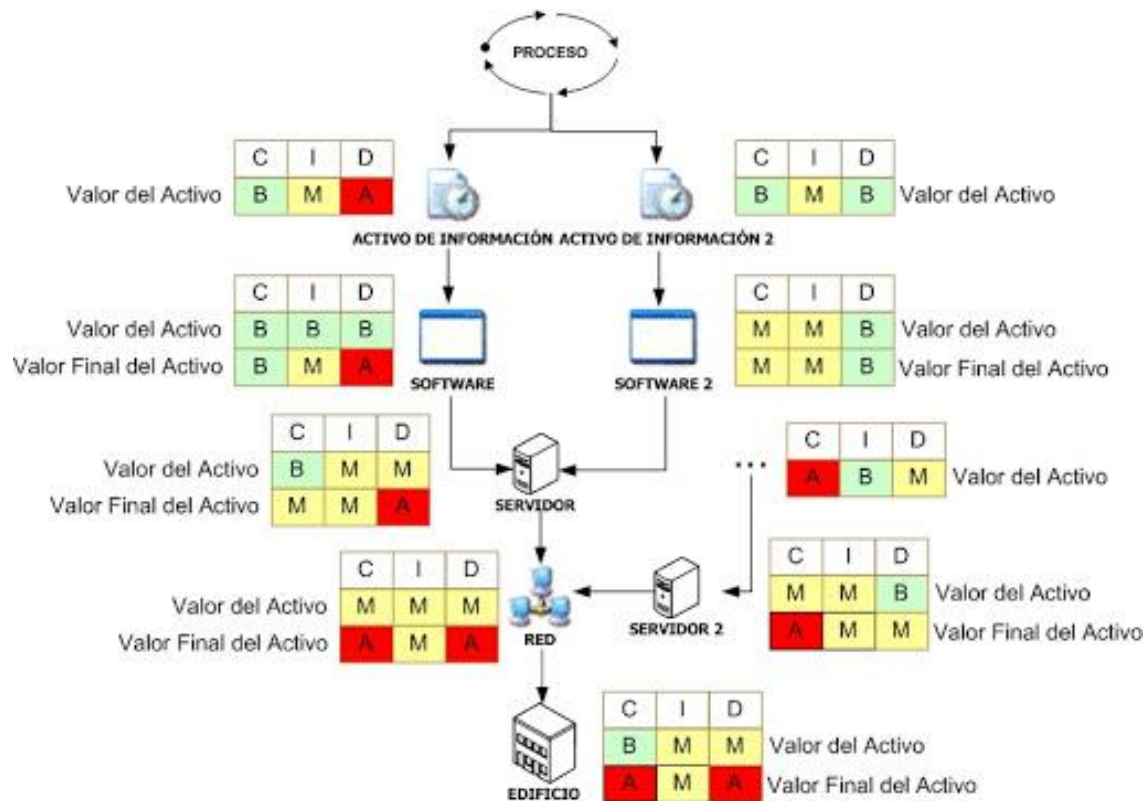 PROCESO
C I D
Valor del Activo B M A
C I D
B M B Valor del Activo
ACTIVO DE INFORMACIÓN
ACTIVO DE INFORMACIÓN 2
C I D
Valor del Activo B B B
Valor Final del Activo B M A
SOFTWARE
C I D
M M B Valor del Activo
M M B Valor Final del Activo
SOFTWARE 2
C I D
Valor del Activo B M M
Valor Final del Activo M M A
SERVIDOR
...
C I D
A B M Valor del Activo
C I D
Valor del Activo M M M
Valor Final del Activo A M A
RED
SERVIDOR 2
C I D
M M B Valor del Activo
A M M Valor Final del Activo
EDIFICIO
C I D
B M M Valor del Activo
A M A Valor Final del Activo